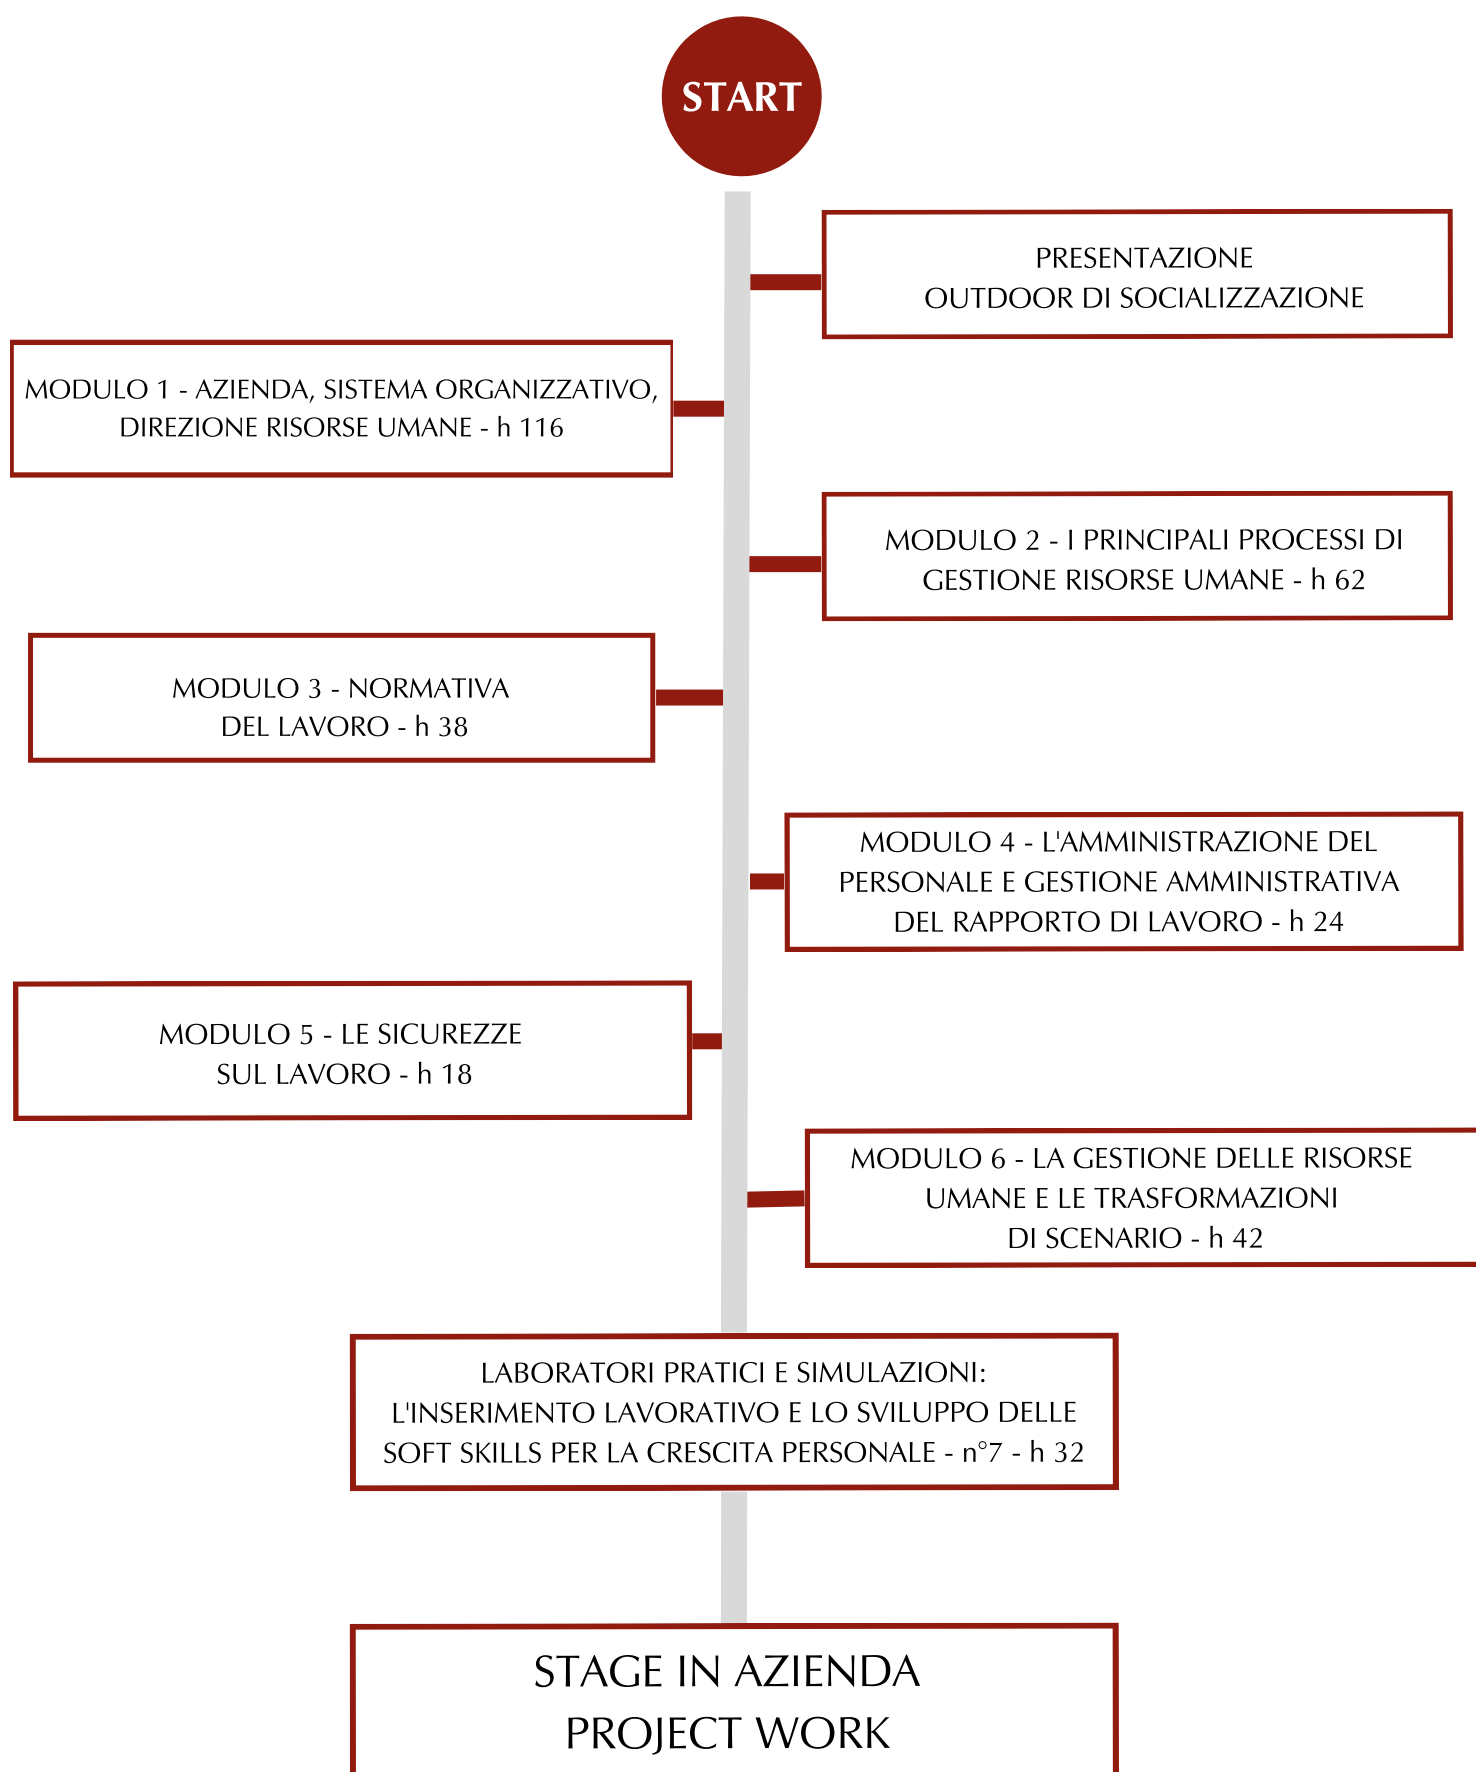 START
PRESENTAZIONE
OUTDOOR DI SOCIALIZZAZIONE
MODULO 1 - AZIENDA, SISTEMA ORGANIZZATIVO,
DIREZIONE RISORSE UMANE - h 116
MODULO 2 - I PRINCIPALI PROCESSI DI
GESTIONE RISORSE UMANE - h 62
MODULO 3 - NORMATIVA
DEL LAVORO - h 38
MODULO 4 - L'AMMINISTRAZIONE DEL
PERSONALE E GESTIONE AMMINISTRATIVA
DEL RAPPORTO DI LAVORO - h 24
MODULO 5 - LE SICUREZZE
SUL LAVORO - h 18
MODULO 6 - LA GESTIONE DELLE RISORSE
UMANE E LE TRASFORMAZIONI
DI SCENARIO - h 42
LABORATORI PRATICI E SIMULAZIONI:
L'INSERIMENTO LAVORATIVO E LO SVILUPPO DELLE
SOFT SKILLS PER LA CRESCITA PERSONALE - n°7 - h 32
STAGE IN AZIENDA
PROJECT WORK